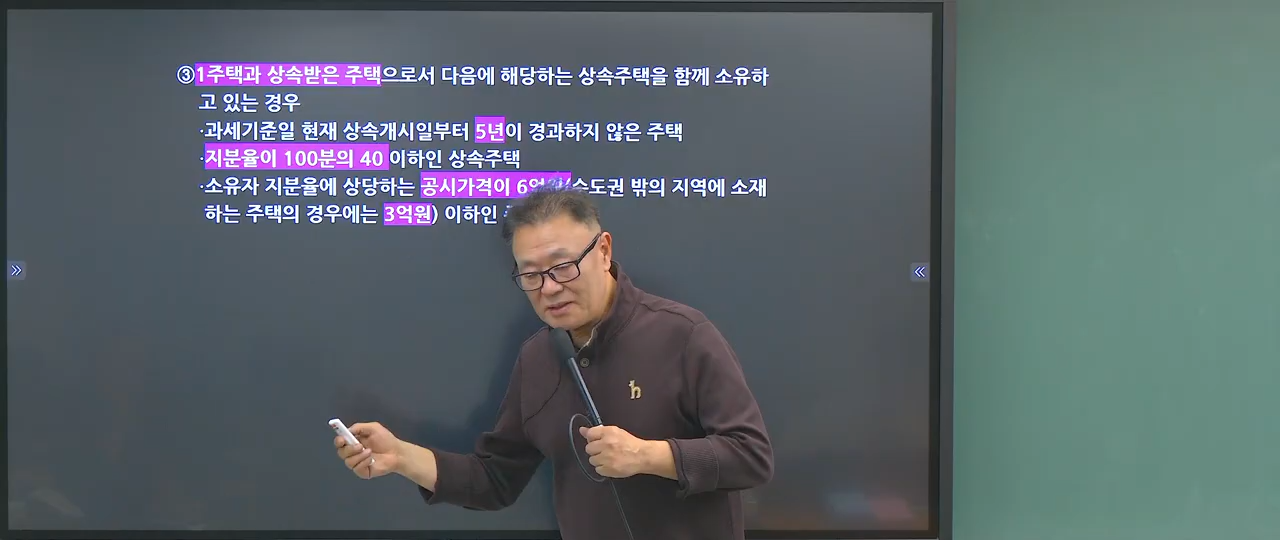 ③1주택과 상속받은 주택으로서 다음에 해당하는 상속주택을 함께 소유하
고 있는 경우
·과세기준일 현재 상속개시일부터 5년이 경과하지 않은 주택
·지분율이 100분의 40 이하인 상속주택
·소유자 지분율에 상당하는 공시가격이 6억원(수도권 밖의 지역에 소재
하는 주택의 경우에는 3억원) 이하인
h